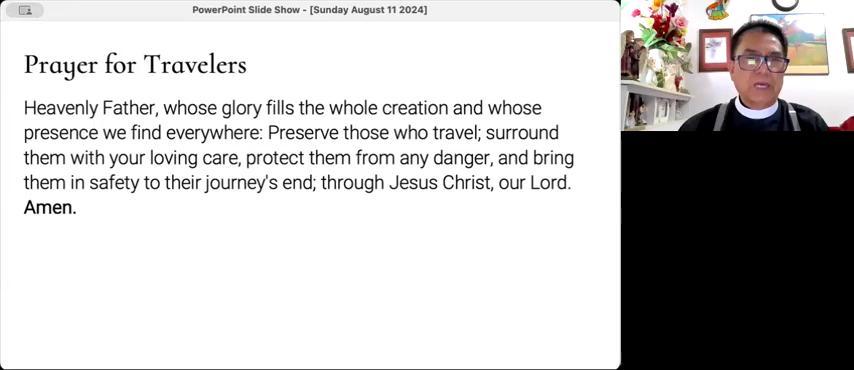 PowerPoint Slide Show - [Sunday August 11 2024]
Prayer for Travelers
Heavenly Father, whose glory fills the whole creation and whose
presence we find everywhere: Preserve those who travel; surround
them with your loving care, protect them from any danger, and bring
them in safety to their journey's end; through Jesus Christ, our Lord.
Amen.